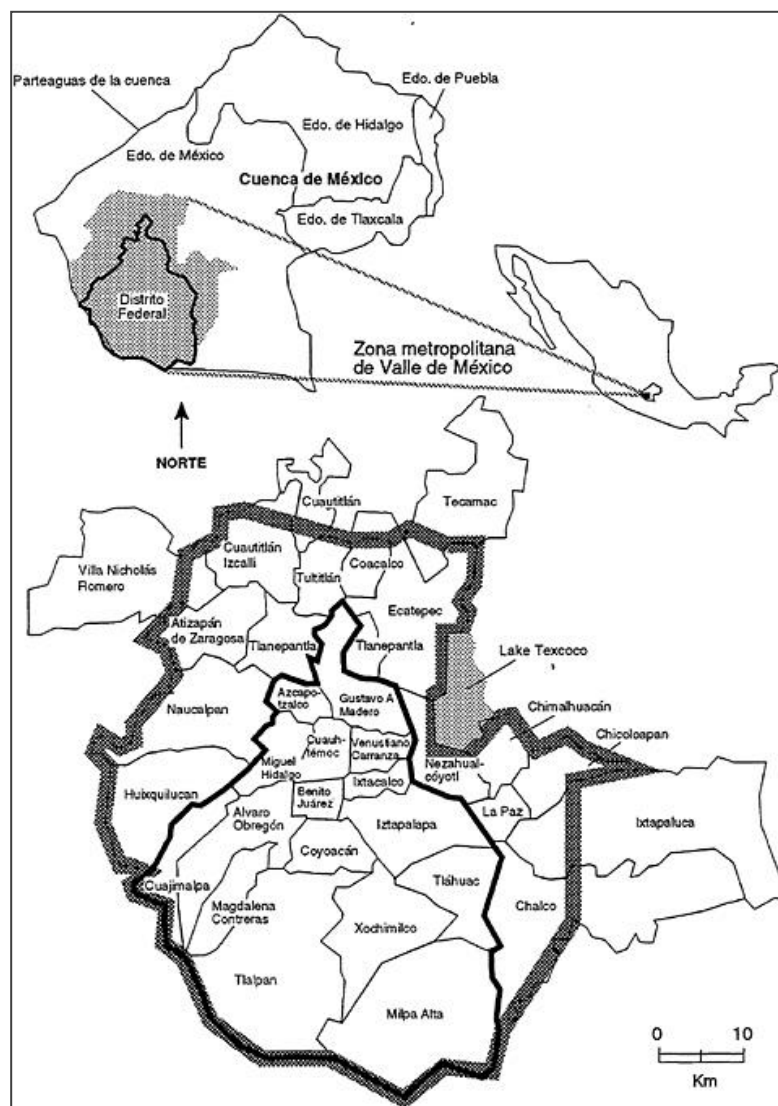 Parteaguas de la cuenca
Edo. de Puebla
Edo. de Hidalgo
Edo. de México
Cuenca de México
Edo. de Tlaxcala
Distrito
Federal
Zona metropolitana
de Valle de México
NORTE
Cuautitlán
Tecamac
Villa Nicholás
Romero
Cuautitlán
Izcalli
Tultitlán
Coacalco
Ecatepec
Atizapán
de Zaragosa
Tlanepantla
Tlanepantla
Lake Texcoco
Naucalpan
Azcapo-
tzalco
Gustavo A
Madero
Chimalhuacán
Chicoloapan
Cuauh-
témoc
Venustiano
Carranza
Nezahual-
cóyotl
Miguel
Hidalgo
Ixtacalco
Huixquilucan
Benito
Juárez
La Paz
Ixtapaluca
Alvaro
Obregón
Iztapalapa
Coyoacán
Cuajimalpa
Tláhuac
Magdalena
Contreras
Chalco
Xochimilco
Tlalpan
Milpa Alta
0 10
Km